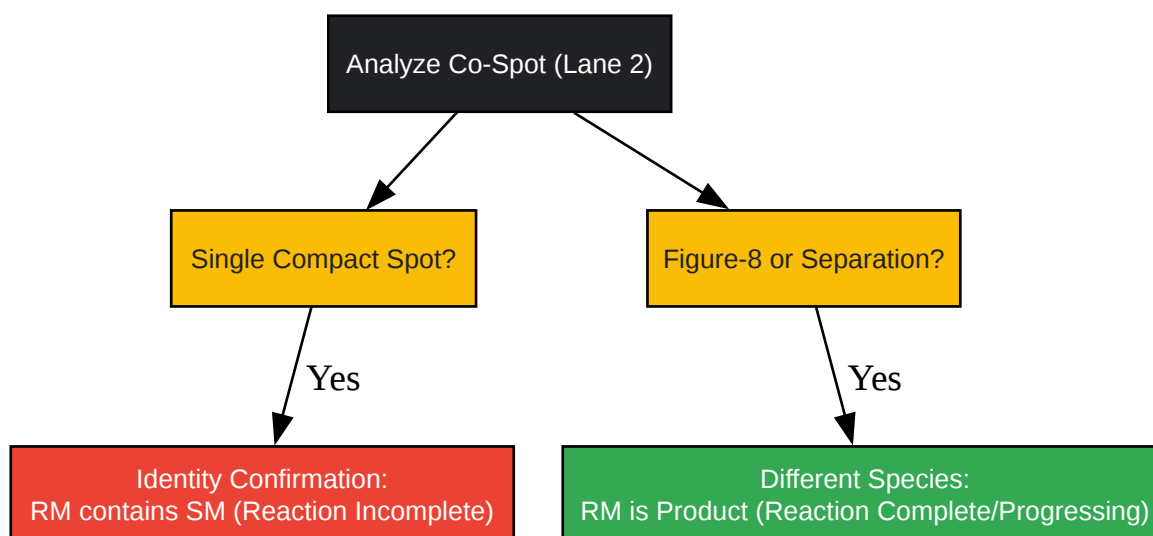 Analyze Co-Spot (Lane 2)
Single Compact Spot?
Figure-8 or Separation?
Yes
Yes
Identity Confirmation:
RM contains SM (Reaction Incomplete)
Different Species:
RM is Product (Reaction Complete/Progressing)